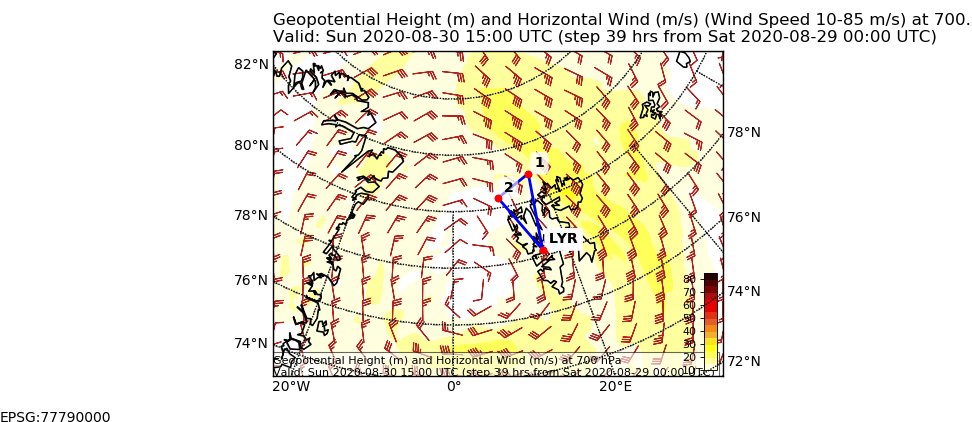 Geopotential Height (m) and Horizontal Wind (m/s) (Wind Speed 10-85 m/s) at 700.
Valid: Sun 2020-08-30 15:00 UTC (step 39 hrs from Sat 2020-08-29 00:00 UTC)
82°N
80°N
78°N
78°N
76°N
76°N
74°N
74°N
72°N
1
2
LYR
80
70
60
50
40
30
20
10
Geopotential Height (m) and Horizontal Wind (m/s) at 700 hPa
Valid: Sun 2020-08-30 15:00 UTC (step 39 hrs from Sat 2020-08-29 00:00 UTC)
20°W
0°
20°E
EPSG:77790000